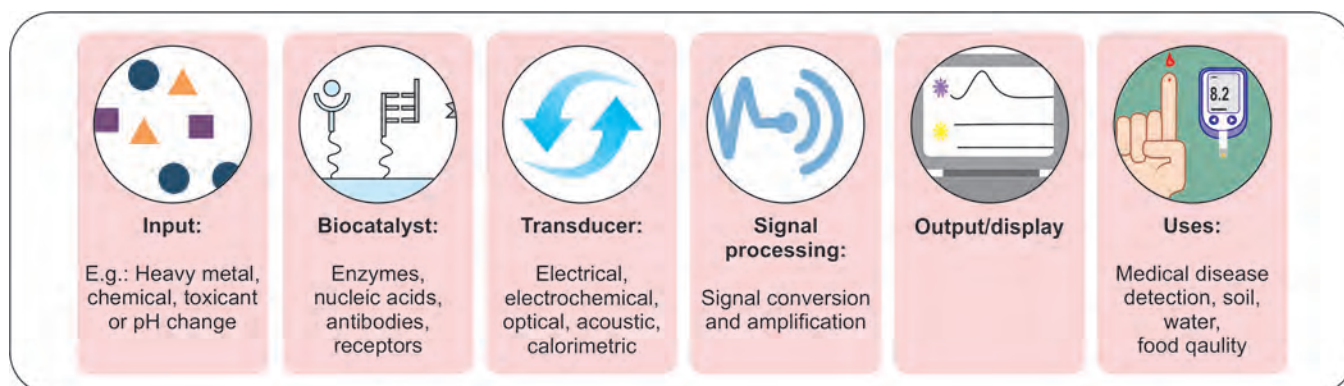 Input:
E.g.: Heavy metal,
chemical, toxicant
or pH change
Biocatalyst:
Enzymes,
nucleic acids,
antibodies,
receptors
Transducer:
Electrical,
electrochemical,
optical, acoustic,
calorimetric
Signal
processing:
Signal conversion
and amplification
Output/display
8.2
Uses:
Medical disease
detection, soil,
water,
food qaulity